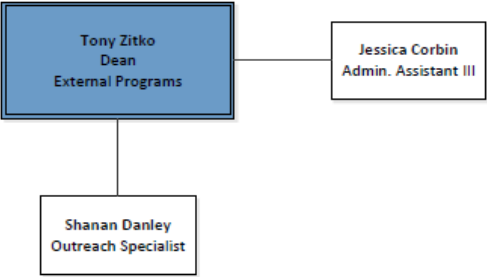 Tony Zitko
Dean
External Programs
Jessica Corbin
Admin. Assistant III
Shanan Danley
Outreach Specialist